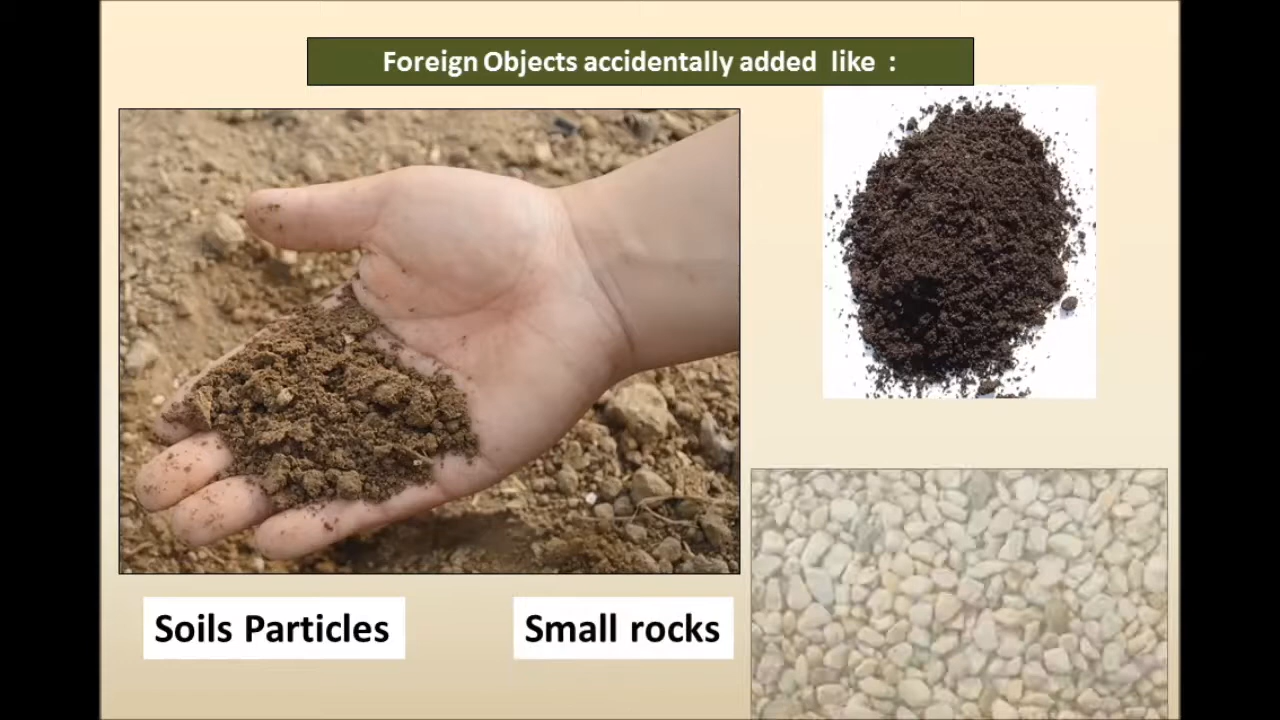 Foreign Objects accidentally added like :
Soils Particles
Small rocks